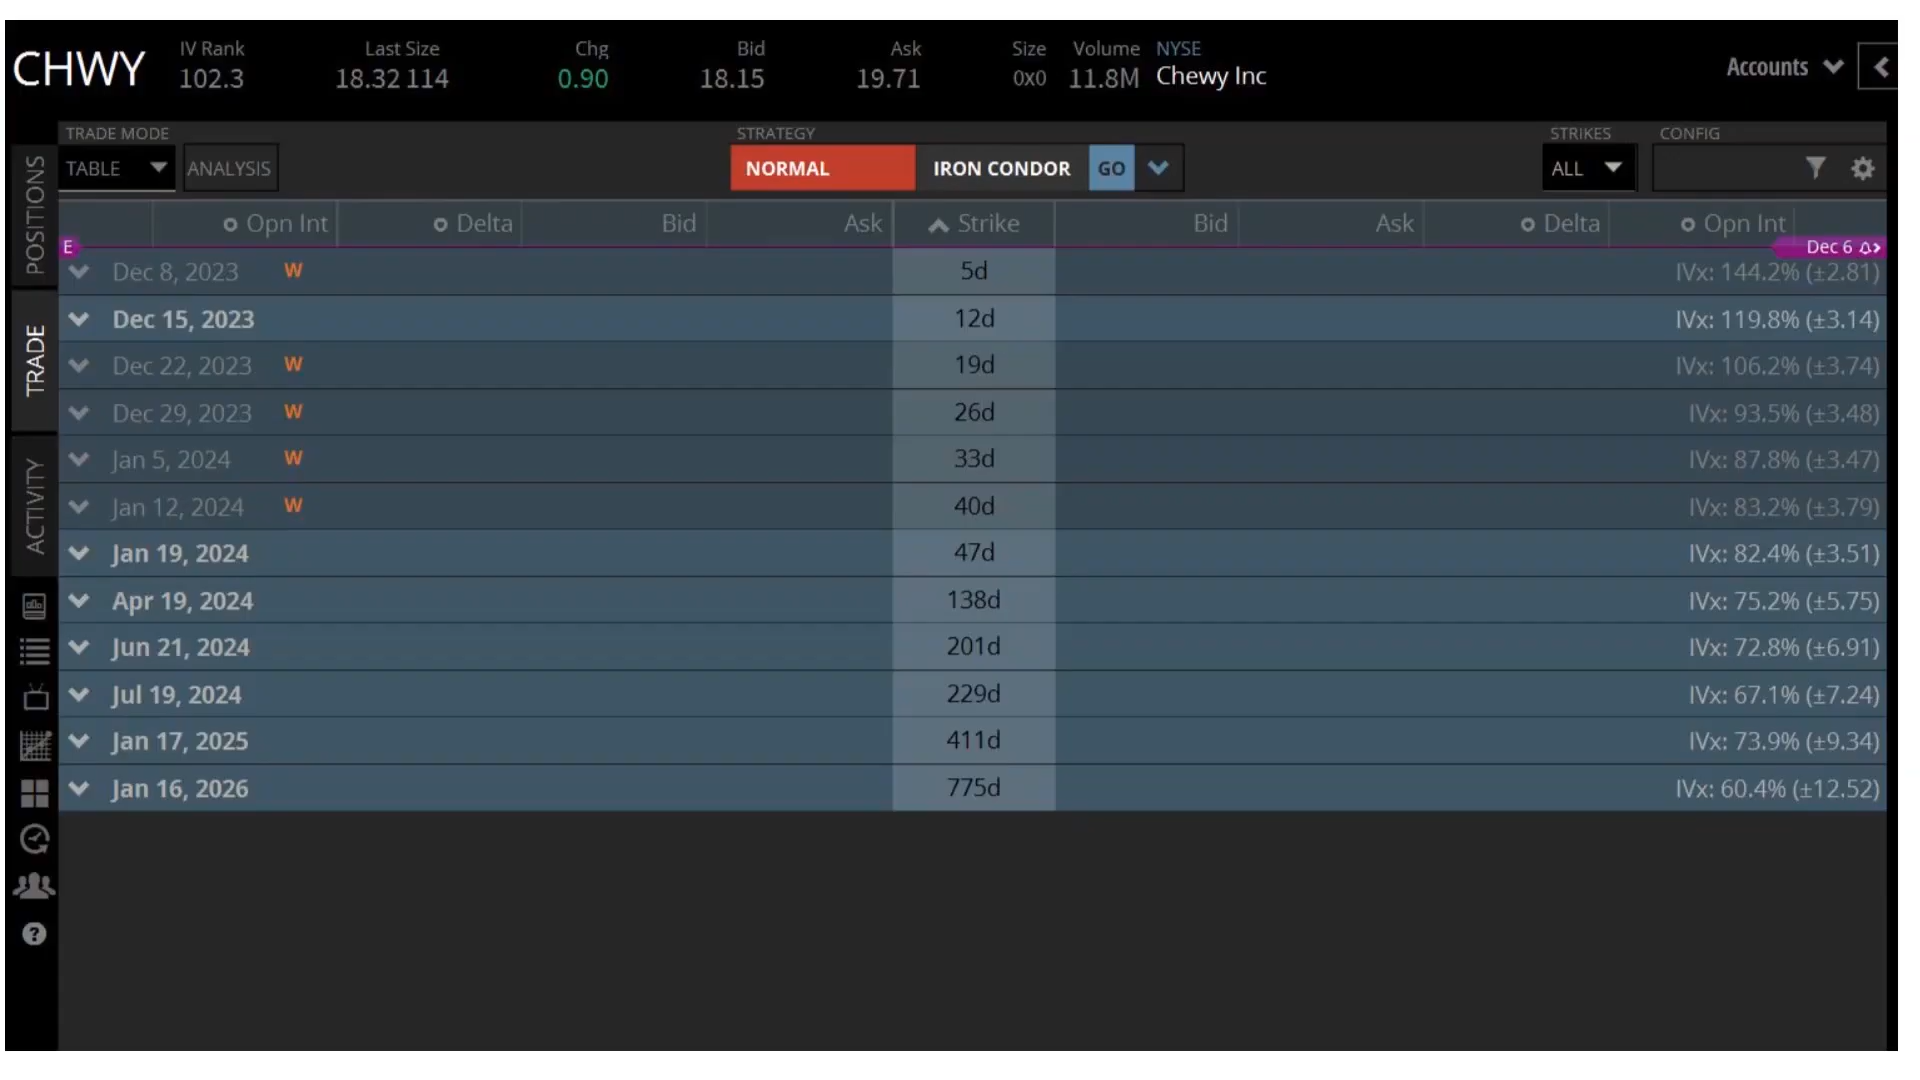 CHWY
IV Rank Last Size Chg Bid Ask Size Volume NYSE
102.3 18.32 114 0.90 18.15 19.71 0x0 11.8M Chewy Inc
Accounts
TRADE MODE STRATEGY STRIKES CONFIG
TABLE ANALYSIS NORMAL IRON CONDOR GO ALL
POSITIONS
TRADE
ACTIVITY
Opn Int Delta Bid Ask Strike Bid Ask Delta Opn Int
E Dec 6
Dec 8, 2023 W 5d IVx: 144.2% (±2.81)
Dec 15, 2023 12d IVx: 119.8% (±3.14)
Dec 22, 2023 W 19d IVx: 106.2% (±3.74)
Dec 29, 2023 W 26d IVx: 93.5% (±3.48)
Jan 5, 2024 W 33d IVx: 87.8% (±3.47)
Jan 12, 2024 W 40d IVx: 83.2% (±3.79)
Jan 19, 2024 47d IVx: 82.4% (±3.51)
Apr 19, 2024 138d IVx: 75.2% (±5.75)
Jun 21, 2024 201d IVx: 72.8% (±6.91)
Jul 19, 2024 229d IVx: 67.1% (±7.24)
Jan 17, 2025 411d IVx: 73.9% (±9.34)
Jan 16, 2026 775d IVx: 60.4% (±12.52)